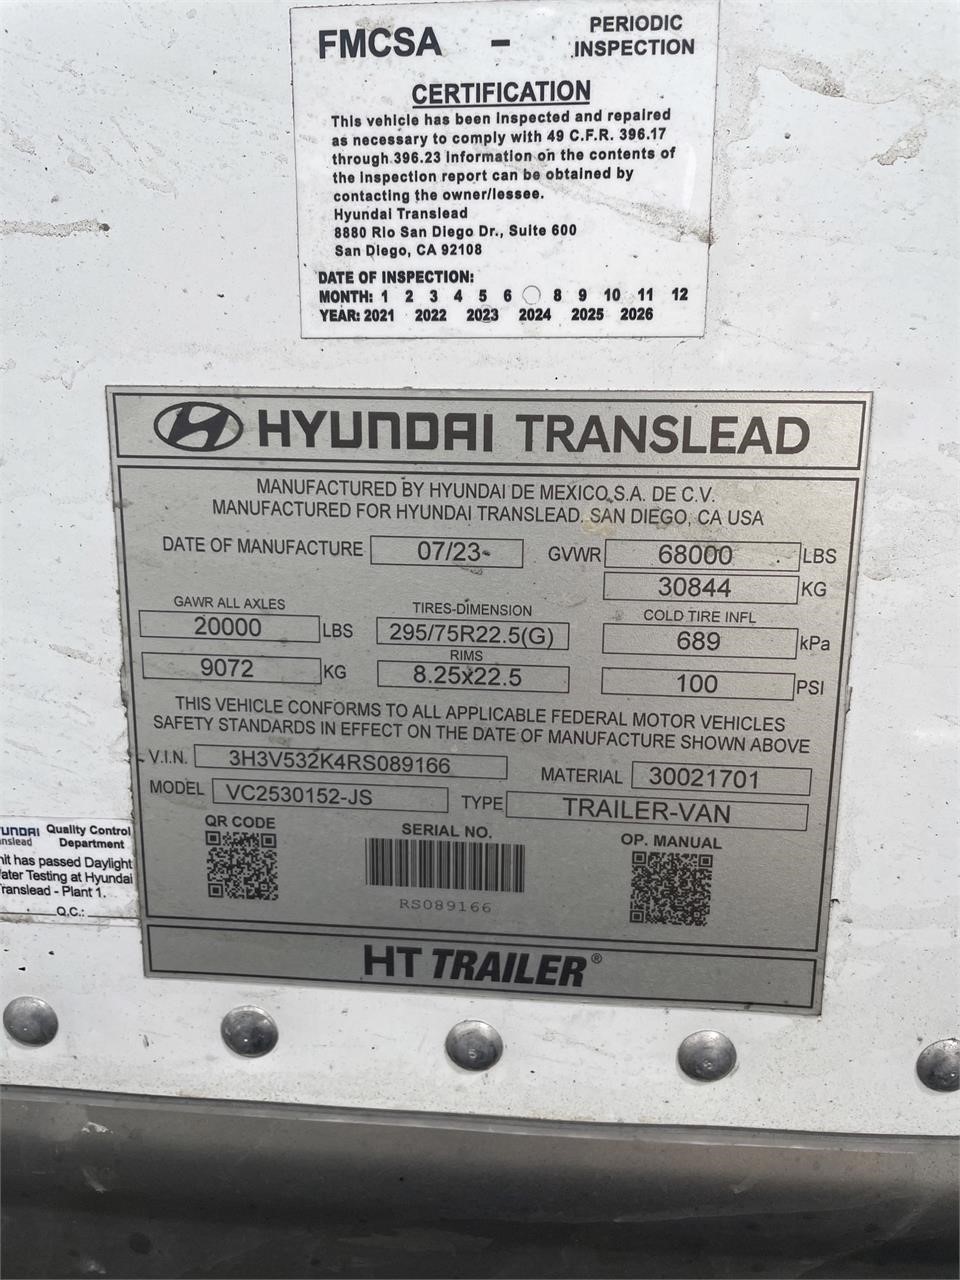 FMCSA - PERIODIC INSPECTION
CERTIFICATION
This vehicle has been inspected and repaired
as necessary to comply with 49 C.F.R. 396.17
through 396.23 information on the contents of
the inspection report can be obtained by
contacting the owner/lessee.
Hyundai Translead
8880 Rio San Diego Dr., Suite 600
San Diego, CA 92108
DATE OF INSPECTION:
MONTH: 1 2 3 4 5 6 8 9 10 11 12
YEAR: 2021 2022 2023 2024 2025 2026
HYUNDAI TRANSLEAD
MANUFACTURED BY HYUNDAI DE MEXICO S.A. DE C.V.
MANUFACTURED FOR HYUNDAI TRANSLEAD, SAN DIEGO, CA USA
DATE OF MANUFACTURE 07/23 GVWR 68000 LBS
30844 KG
GAWR ALL AXLES TIRES-DIMENSION COLD TIRE INFL
20000 LBS 295/75R22.5(G) 689 kPa
RIMS
9072 KG 8.25x22.5 100 PSI
THIS VEHICLE CONFORMS TO ALL APPLICABLE FEDERAL MOTOR VEHICLES
SAFETY STANDARDS IN EFFECT ON THE DATE OF MANUFACTURE SHOWN ABOVE
V.I.N. 3H3V532K4RS089166 MATERIAL 30021701
MODEL VC2530152-JS TYPE TRAILER-VAN
QR CODE SERIAL NO. OP. MANUAL
RS089166
HT TRAILER®
Quality Control
Department
has passed Daylight
Testing at Hyundai
Translead - Plant 1.
Q.C.: